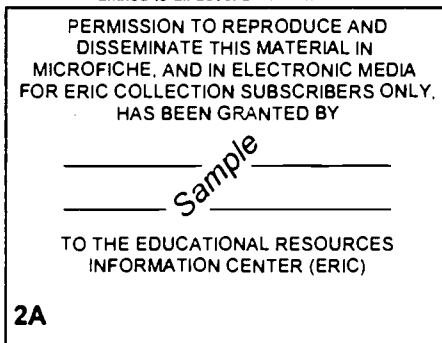 PERMISSION TO REPRODUCE AND
DISSEMINATE THIS MATERIAL IN
MICROFICHE, AND IN ELECTRONIC MEDIA
FOR ERIC COLLECTION SUBSCRIBERS ONLY,
HAS BEEN GRANTED BY
Sample
TO THE EDUCATIONAL RESOURCES
INFORMATION CENTER (ERIC)
2A